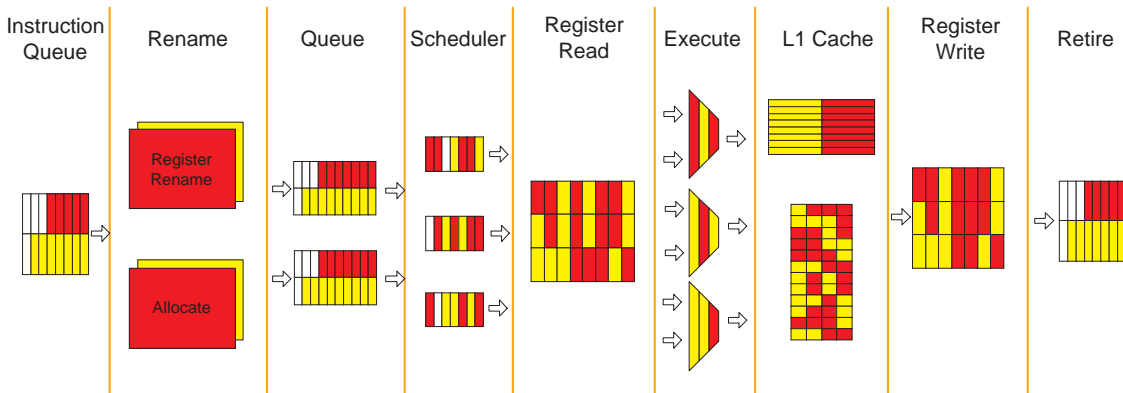 Instruction
Queue
Rename
Queue
Scheduler
Register
Read
Execute
L1 Cache
Register
Write
Retire
Register
Rename
Allocate